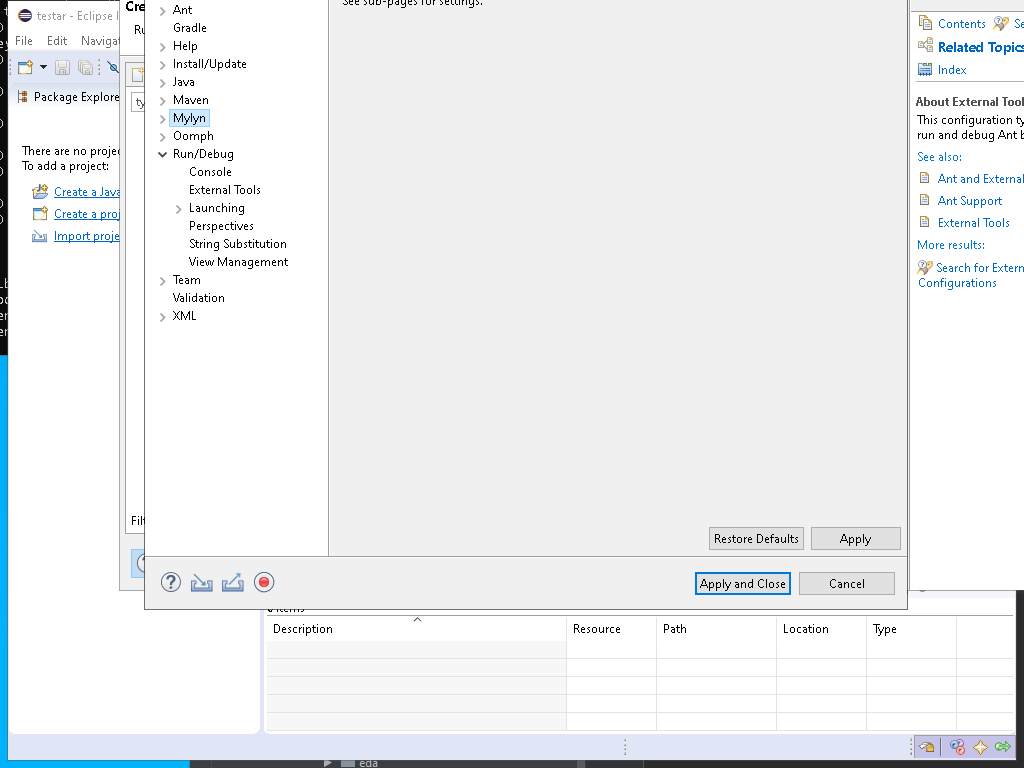 testar - Eclipse I
File Edit Navigat
Package Explore
There are no projec
To add a project:
Create a Java
Create a proj
Import proje
Cre
Ru
ty
Filt
Ant
Gradle
Help
Install/Update
Java
Maven
Mylyn
Oomph
Run/Debug
Console
External Tools
Launching
Perspectives
String Substitution
View Management
Team
Validation
XML
See sub-pages for settings.
Restore Defaults Apply
Apply and Close Cancel
Contents Se
Related Topics
Index
About External Tool
This configuration ty
run and debug Ant b
See also:
Ant and External
Ant Support
External Tools
More results:
Search for Extern
Configurations
items
Description Resource Path Location Type
eda